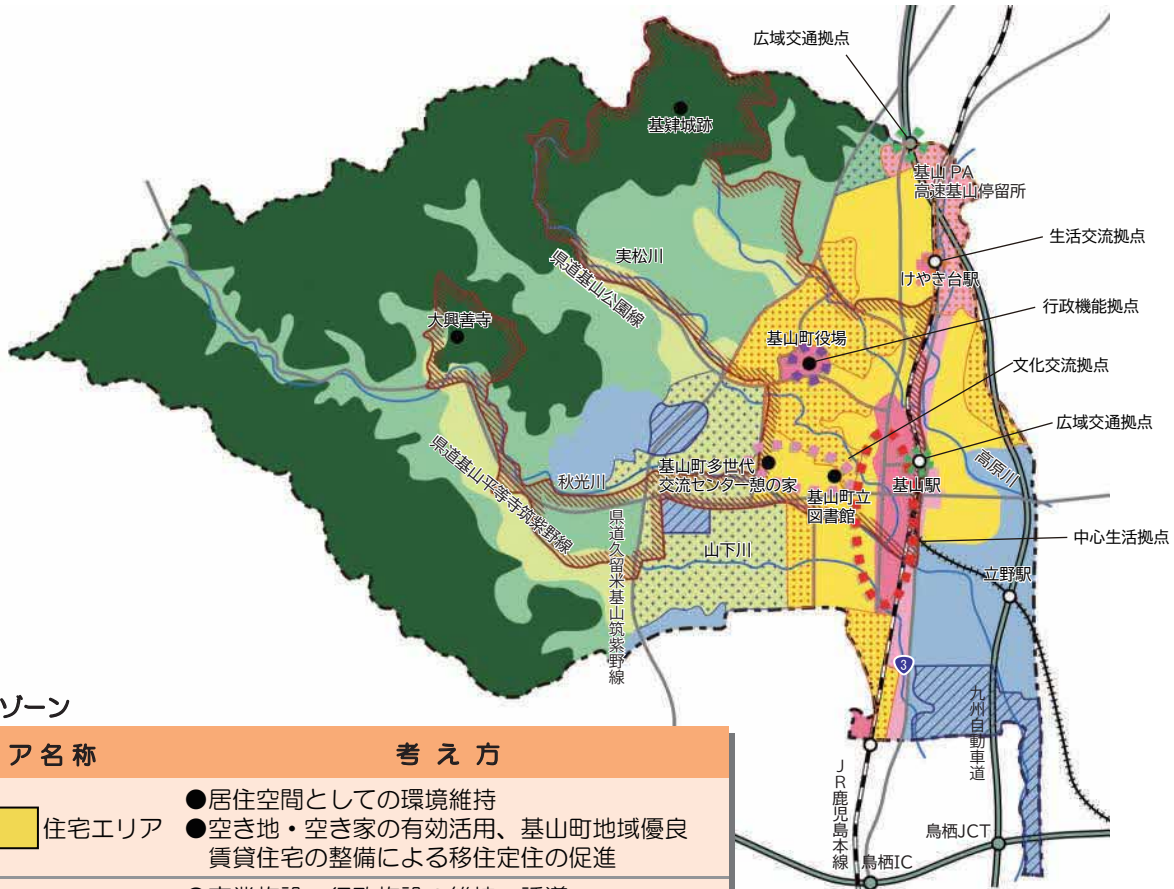 広域交通拠点
基肄城跡
基山 PA
高速基山停留所
生活交流拠点
けやき台駅
実松川
県道基山公園線
行政機能拠点
大興善寺
基山町役場
文化交流拠点
広域交通拠点
基山町多世代
交流センター憩の家
基山町立
図書館
基山駅
高原川
秋光川
県道基山平等寺筑紫野線
県道久留米基山筑紫野線
山下川
中心生活拠点
立野駅
3
九州自動車道
JR鹿児島本線
鳥栖JCT
鳥栖IC
ゾーン
ア名称
考え方
住宅エリア
●居住空間としての環境維持
●空き地・空き家の有効活用、基山町地域優良
賃貸住宅の整備による移住定住の促進